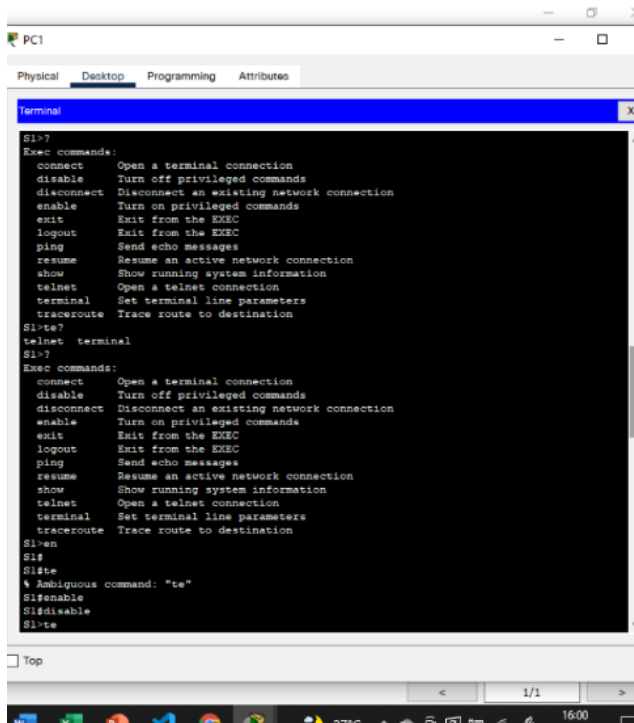 PC1
Physical Desktop Programming Attributes
Terminal
X
S1>?
Exec commands:
connect Open a terminal connection
disable Turn off privileged commands
disconnect Disconnect an existing network connection
enable Turn on privileged commands
exit Exit from the EXEC
logout Exit from the EXEC
ping Send echo messages
resume Resume an active network connection
show Show running system information
telnet Open a telnet connection
terminal Set terminal line parameters
traceroute Trace route to destination
S1>te?
telnet terminal
S1>?
Exec commands:
connect Open a terminal connection
disable Turn off privileged commands
disconnect Disconnect an existing network connection
enable Turn on privileged commands
exit Exit from the EXEC
logout Exit from the EXEC
ping Send echo messages
resume Resume an active network connection
show Show running system information
telnet Open a telnet connection
terminal Set terminal line parameters
traceroute Trace route to destination
S1>en
S1#
S1#te
% Ambiguous command: "te"
S1#enable
S1#disable
S1>te
Top
< 1/1 >
16:00